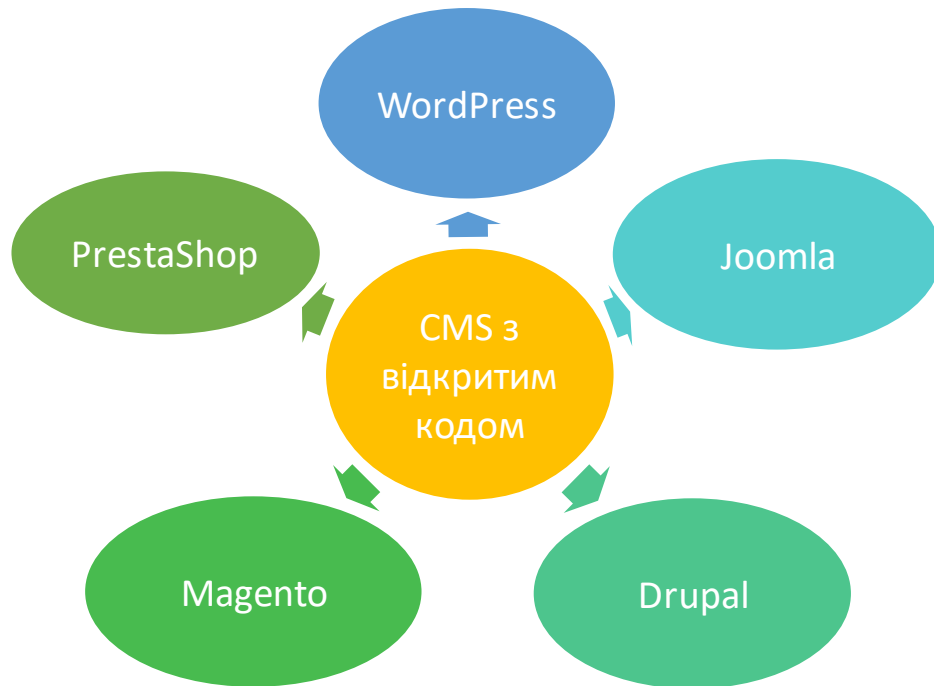 WordPress
PrestaShop
Joomla
CMS з
відкритим
кодом
Magento
Drupal